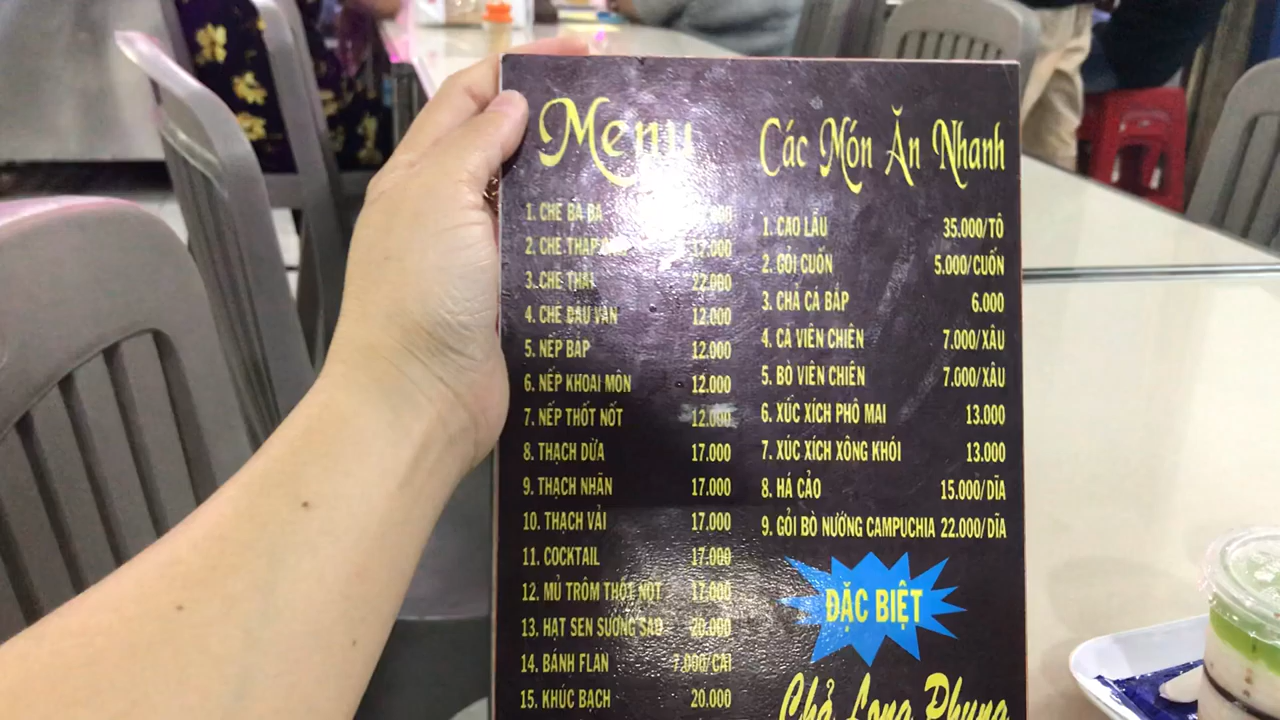 Menu
1. CHÈ BÀ BA
2. CHÈ THẬP 17.000
3. CHÈ THÁI 22.000
4. CHÈ ĐẬU VÁN 12.000
5. NẾP BẮP 12.000
6. NẾP KHOAI MÔN 12.000
7. NẾP THỐT NỐT 12.000
8. THẠCH DỪA 17.000
9. THẠCH NHÃN 17.000
10. THẠCH VẢI 17.000
11. COCKTAIL 17.000
12. MỦ TRÔM THỐT NỐT 17.000
13. HẠT SEN SƯƠNG SÁO 20.000
14. BÁNH FLAN 7.000/CÁI
15. KHÚC BẠCH 20.000
Các Món Ăn Nhanh
1. CAO LẦU 35.000/TÔ
2. GỎI CUỐN 5.000/CUỐN
3. CHẢ CÁ BẮP 6.000
4. CÁ VIÊN CHIÊN 7.000/XÂU
5. BÒ VIÊN CHIÊN 7.000/XÂU
6. XÚC XÍCH PHÔ MAI 13.000
7. XÚC XÍCH XÔNG KHÓI 13.000
8. HÁ CẢO 15.000/DĨA
9. GỎI BÒ NƯỚNG CAMPUCHIA 22.000/DĨA
ĐẶC BIỆT
Chả Long Phụng